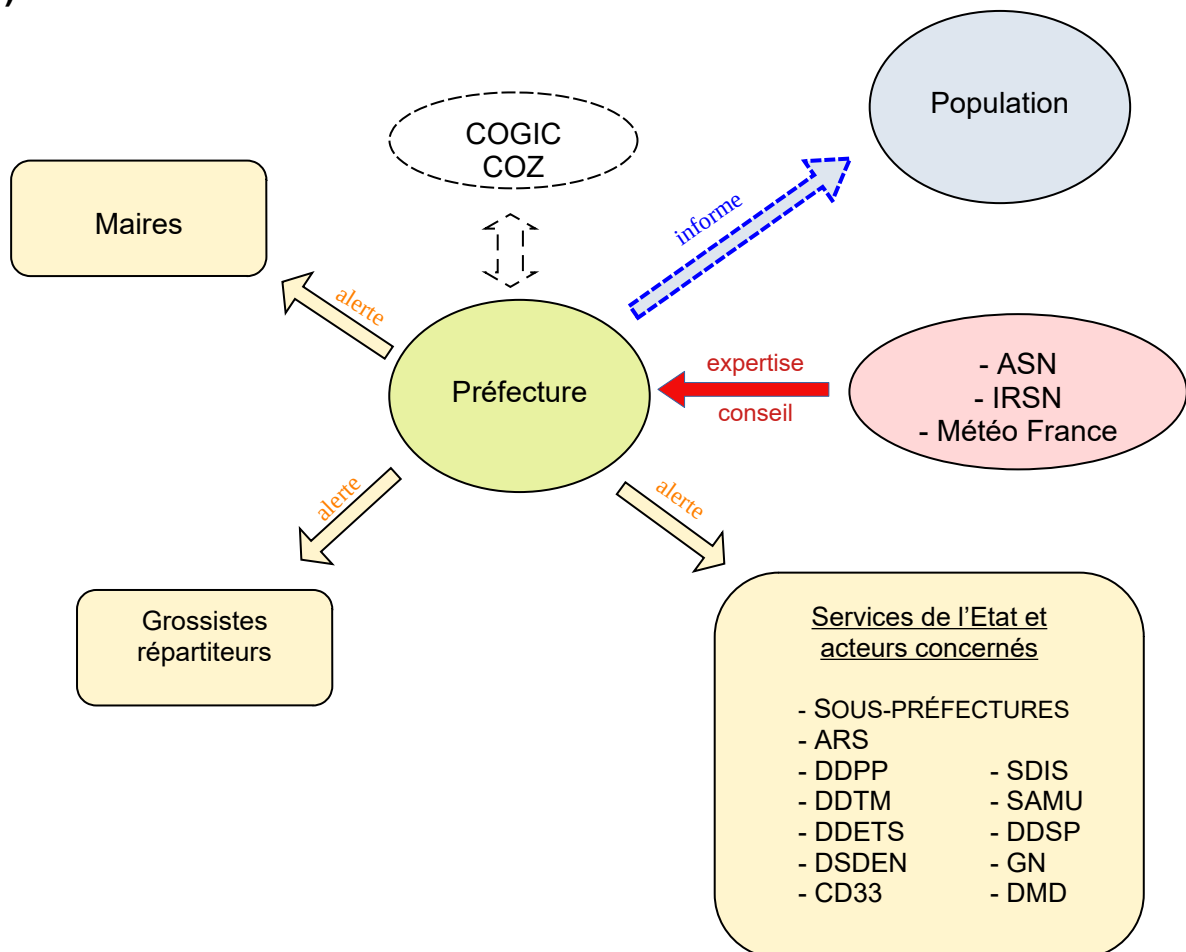 )
Population
COGIC
COZ
Maires
informe
alerte
Préfecture
expertise
conseil
- ASN
- IRSN
- Météo France
alerte
alerte
Grossistes
répartiteurs
Services de l’Etat et
acteurs concernés
- SOUS-PRÉFECTURES
- ARS
- DDPP - SDIS
- DDTM - SAMU
- DDETS - DDSP
- DSDEN - GN
- CD33 - DMD